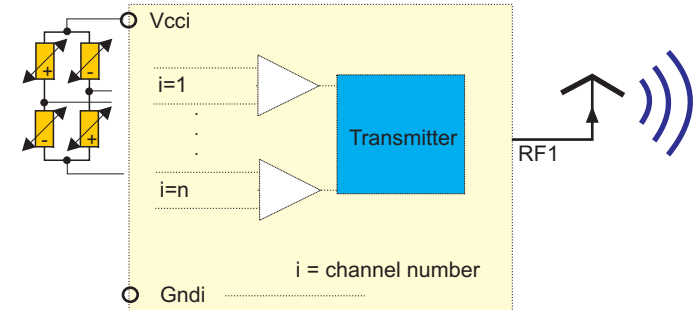 Vcci
i=1
+
-
.
.
.
Transmitter
-
+
RF1
i=n
i = channel number
Gndi